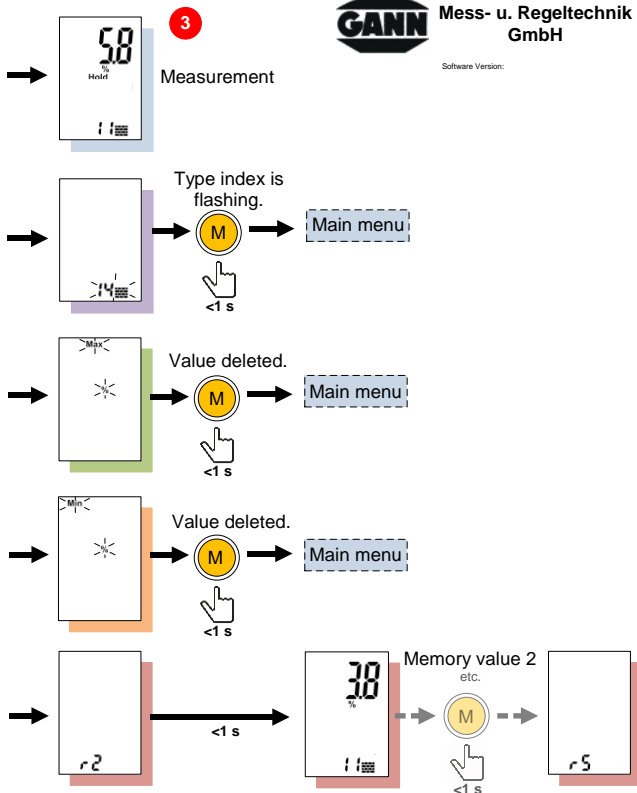 GANN
Mess- u. Regeltechnik
GmbH
Software Version:
3
5.8
%
Hold
11
Measurement
Type index is
flashing.
14
M
<1 s
Main menu
Max
%
Value deleted.
M
<1 s
Main menu
Min
%
Value deleted.
M
<1 s
Main menu
r2
<1 s
3.8
%
11
Memory value 2
etc.
M
<1 s
r5